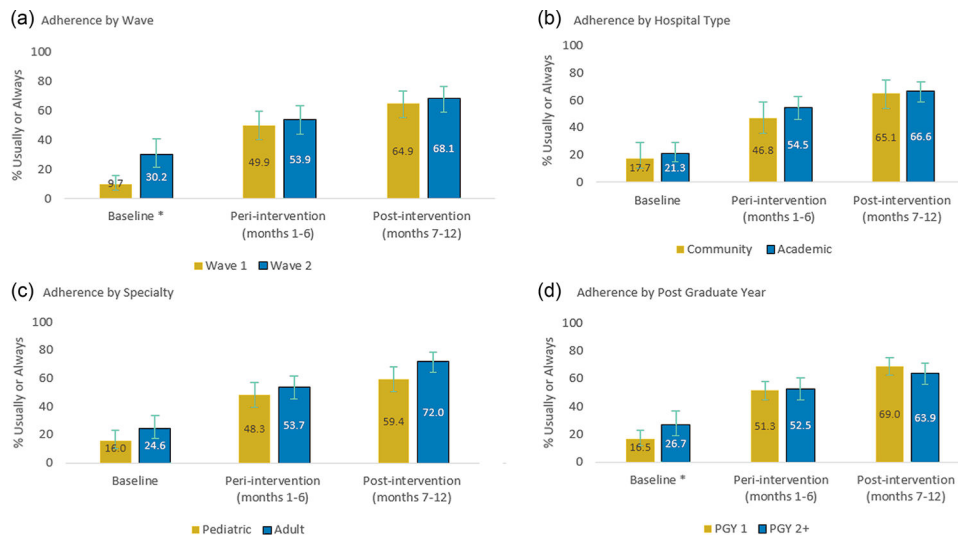 (a) Adherence by Wave
% Usually or Always
100
80
60
40
20
0
9.7
30.2
49.9
53.9
64.9
68.1
Baseline *
Peri-intervention
(months 1-6)
Post-intervention
(months 7-12)
Wave 1
Wave 2
(b) Adherence by Hospital Type
% Usually or Always
100
80
60
40
20
0
17.7
21.3
46.8
54.5
65.1
66.6
Baseline
Peri-intervention
(months 1-6)
Post-intervention
(months 7-12)
Community
Academic
(c) Adherence by Specialty
% Usually or Always
100
80
60
40
20
0
16.0
24.6
48.3
53.7
59.4
72.0
Baseline
Peri-intervention
(months 1-6)
Post-intervention
(months 7-12)
Pediatric
Adult
(d) Adherence by Post Graduate Year
% Usually or Always
100
80
60
40
20
0
16.5
26.7
51.3
52.5
69.0
63.9
Baseline *
Peri-intervention
(months 1-6)
Post-intervention
(months 7-12)
PGY 1
PGY 2+